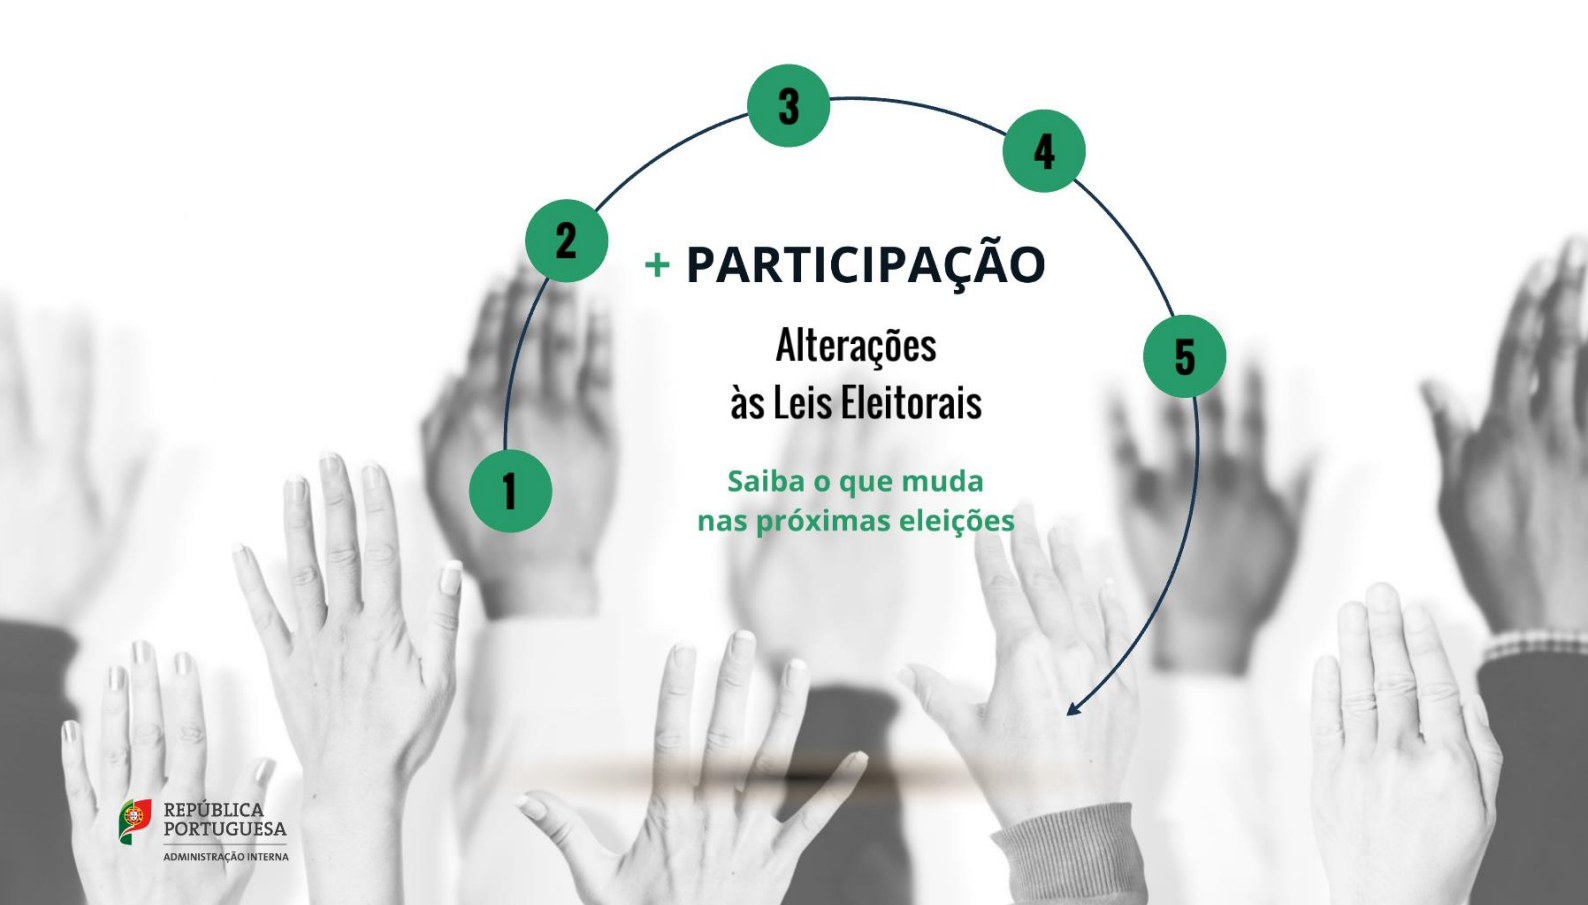 1
2
3
4
5
+ PARTICIPAÇÃO
Alterações
às Leis Eleitorais
Saiba o que muda
nas próximas eleições
REPÚBLICA
PORTUGUESA
ADMINISTRAÇÃO INTERNA